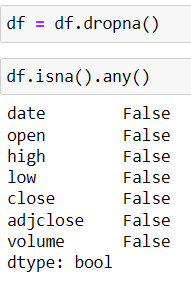 df = df.dropna()
df.isna().any()
date False
open False
high False
low False
close False
adjclose False
volume False
dtype: bool